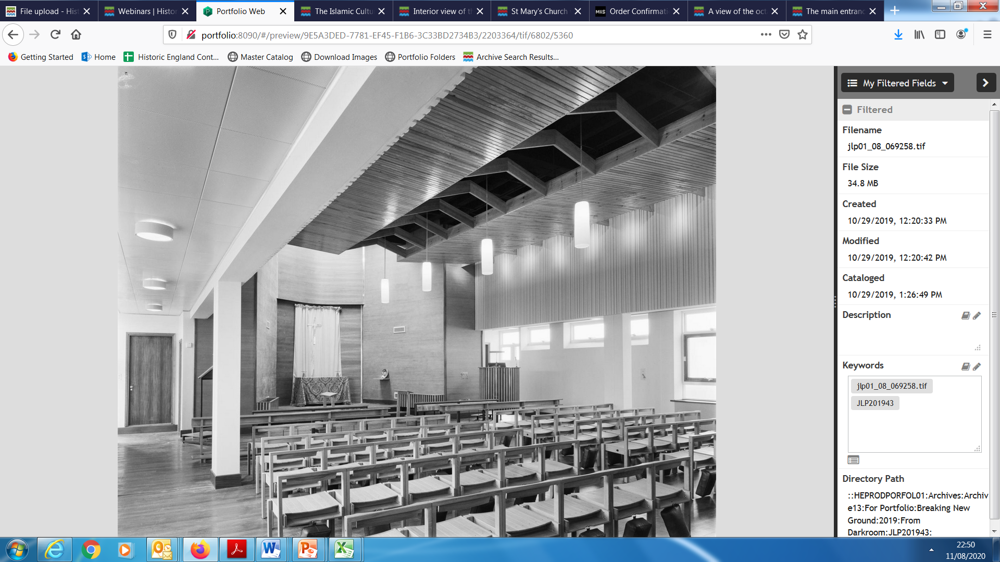 File upload - Hist
Webinars | Histor
Portfolio Web
The Islamic Cultu
Interior view of th
St Mary's Church
M&S
Order Confirmati
A view of the oct
The main entranc
portfolio:8090/#/preview/9E5A3DED-7781-EF45-F1B6-3C33BD2734B3/2203364/tif/6802/5360
Getting Started
Home
Historic England Cont...
Master Catalog
Download Images
Portfolio Folders
Archive Search Results...
My Filtered Fields
Filtered
Filename
jlp01_08_069258.tif
File Size
34.8 MB
Created
10/29/2019, 12:20:33 PM
Modified
10/29/2019, 12:20:42 PM
Cataloged
10/29/2019, 1:26:49 PM
Description
Keywords
jlp01_08_069258.tif
JLP201943
Directory Path
::HEPRODPORFOL01:Archives:Archiv
e13:For Portfolio:Breaking New
Ground:2019:From
Darkroom:JLP201943:
22:50
11/08/2020